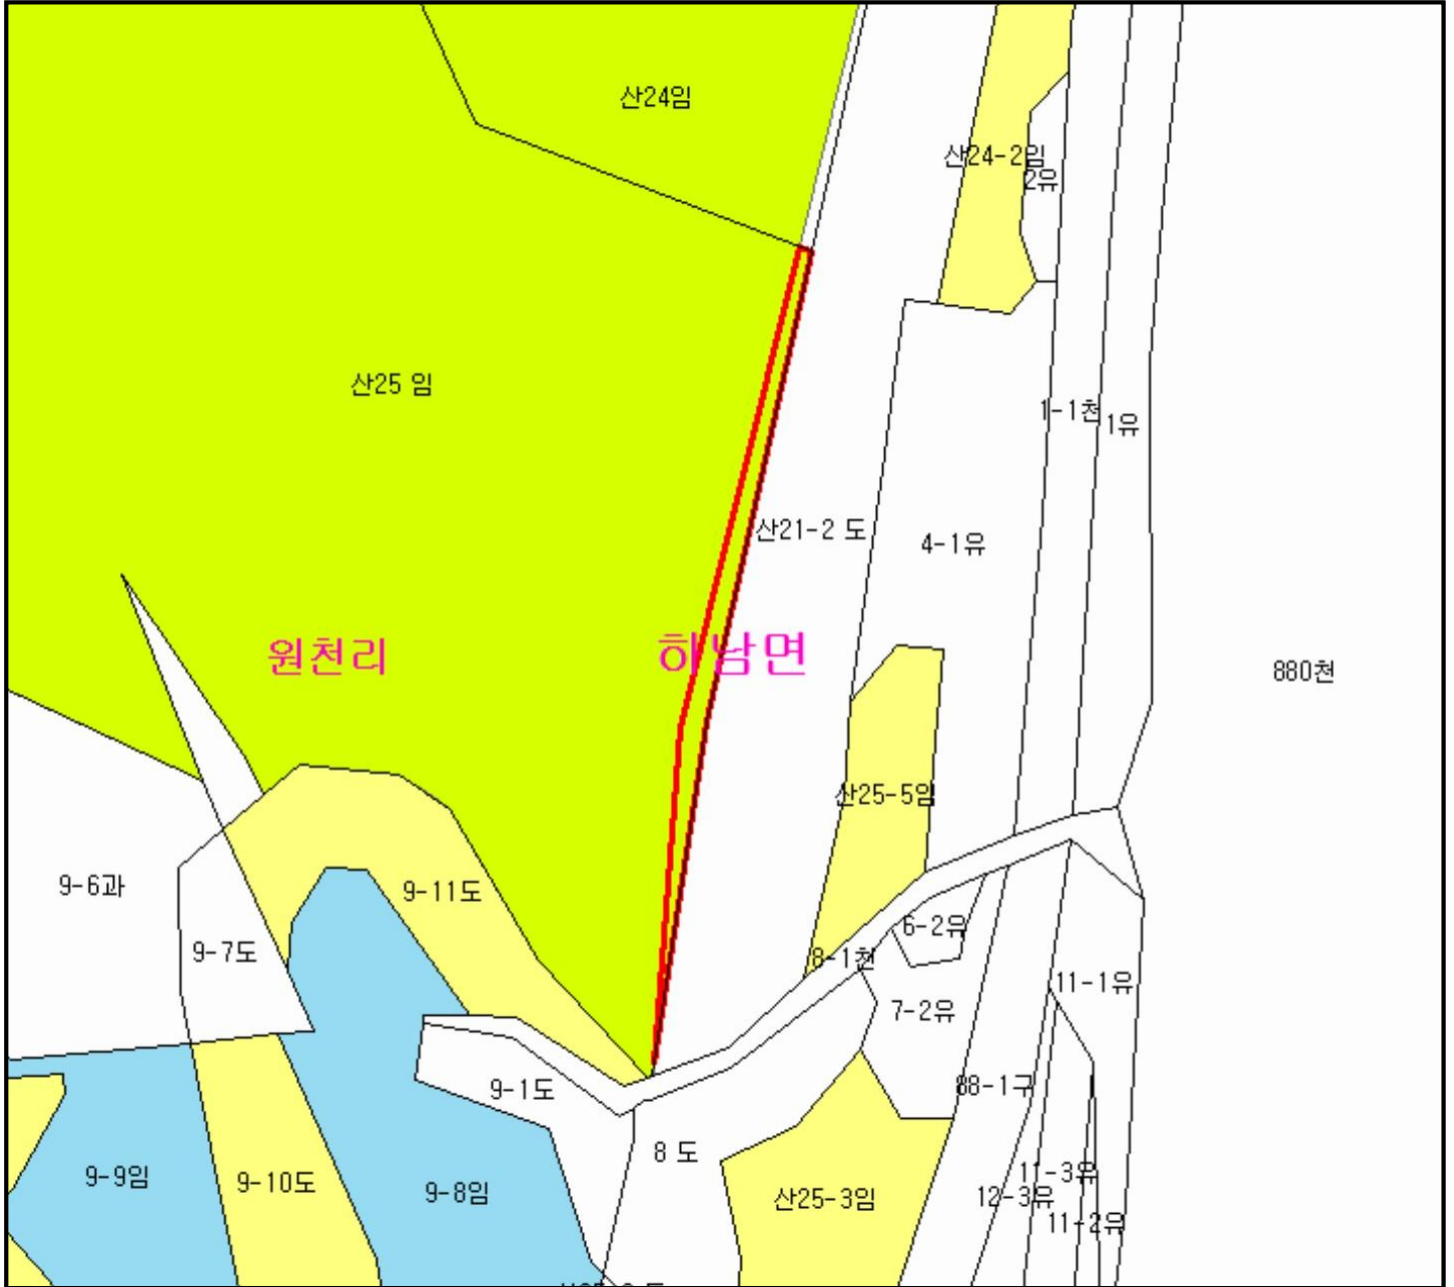 산24임
산24-2임
2유
산25 임
1-1천
1유
산21-2 도
4-1유
원천리
하남면
880천
산25-5임
9-6과
9-11도
6-2유
9-7도
8-1천
11-1유
7-2유
9-1도
88-1구
8 도
9-9임
9-10도
9-8임
산25-3임
11-3유
12-3유
11-2유